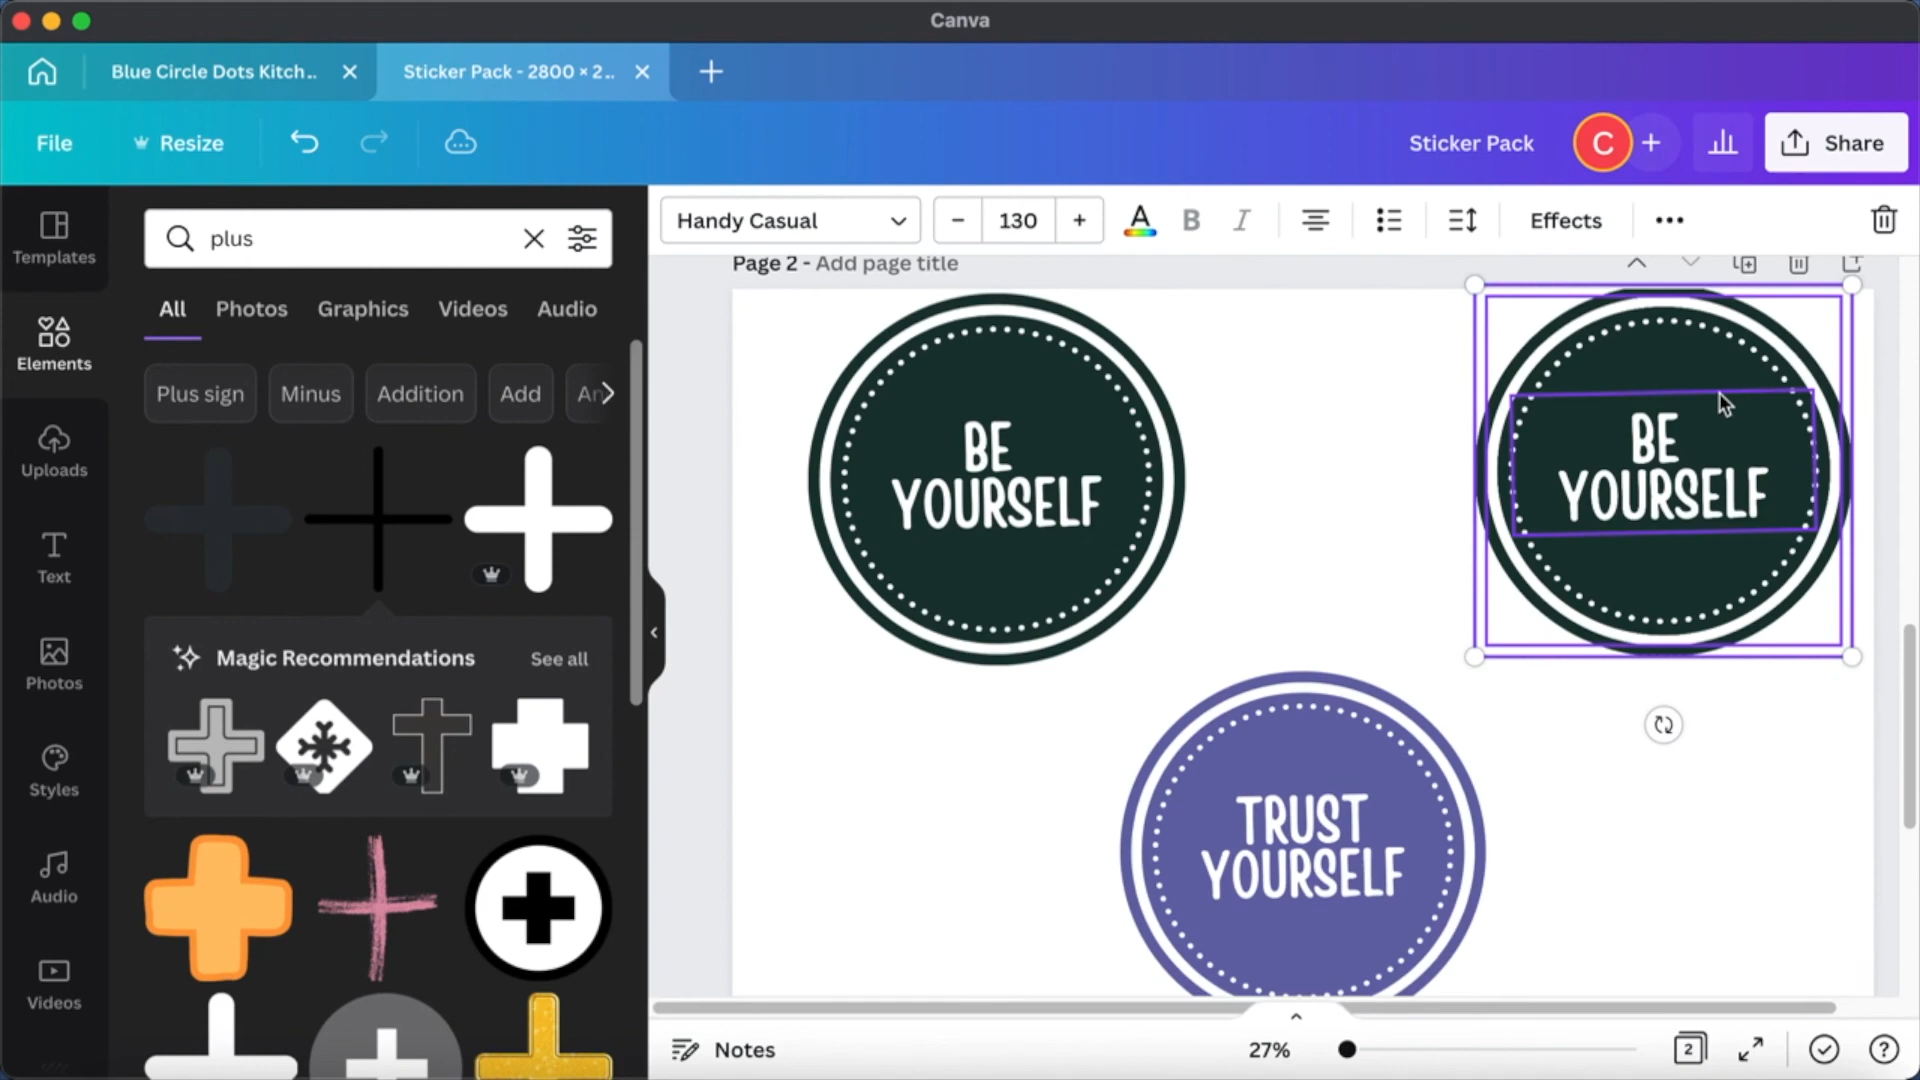 Canva
Blue Circle Dots Kitch...
Sticker Pack - 2800 × 2...
File
Resize
Sticker Pack
C
Share
Templates
Elements
Uploads
Text
Photos
Styles
Audio
Videos
plus
All
Photos
Graphics
Videos
Audio
Plus sign
Minus
Addition
Add
An
Magic Recommendations
See all
Handy Casual
130
A
B
I
Effects
Page 2 - Add page title
BE
YOURSELF
BE
YOURSELF
TRUST
YOURSELF
Notes
27%
2